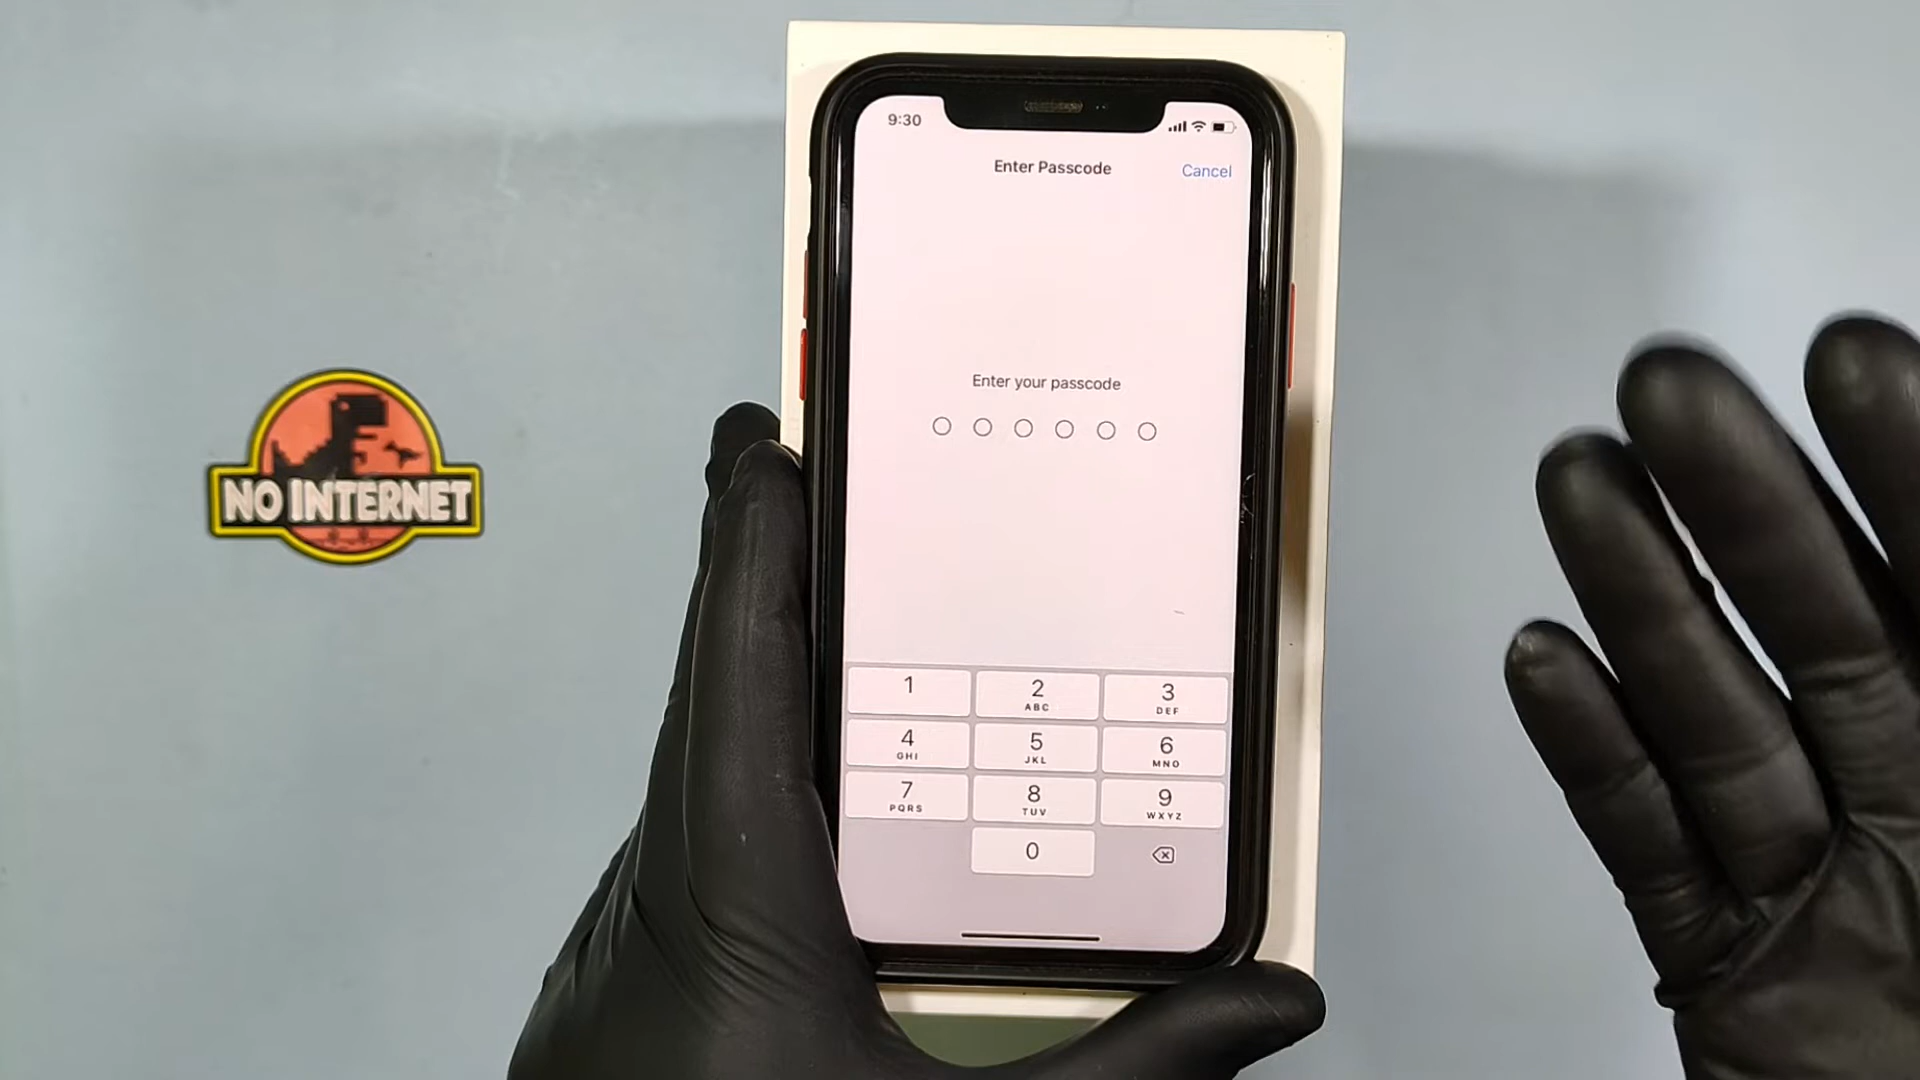 NO INTERNET
9:30
Enter Passcode
Cancel
Enter your passcode
1
2
ABC
3
DEF
4
GHI
5
JKL
6
MNO
7
PQRS
8
TUV
9
WXYZ
0